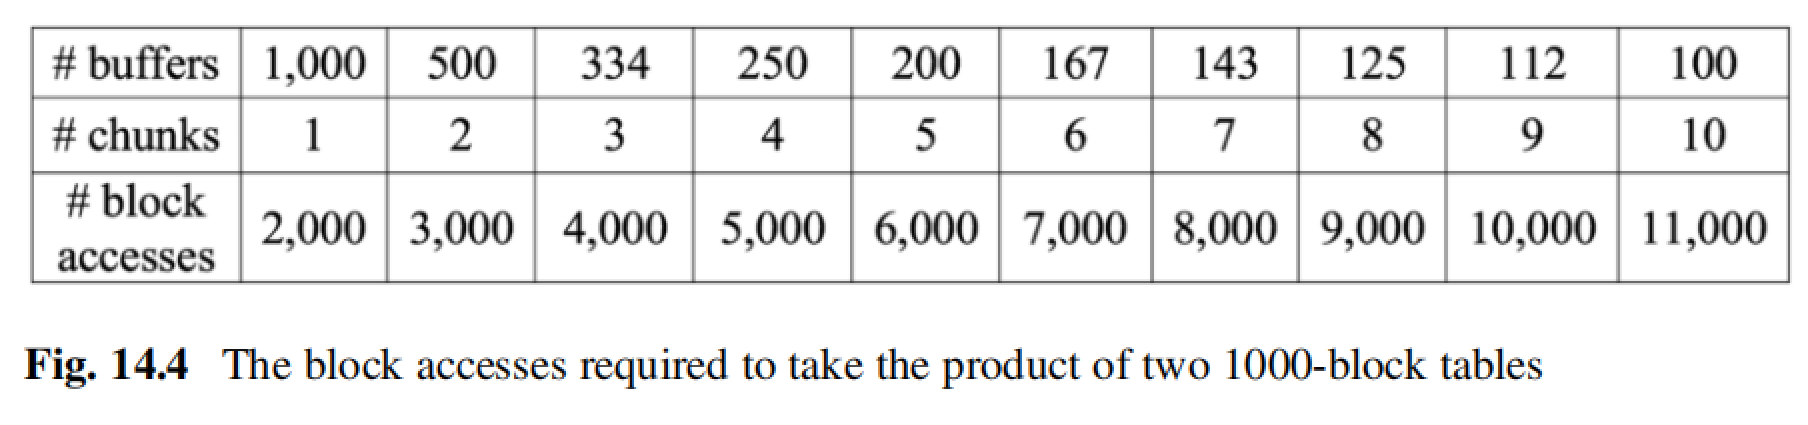 # buffers 1,000 500 334 250 200 167 143 125 112 100
# chunks 1 2 3 4 5 6 7 8 9 10
# block
accesses 2,000 3,000 4,000 5,000 6,000 7,000 8,000 9,000 10,000 11,000
Fig. 14.4 The block accesses required to take the product of two 1000-block tables